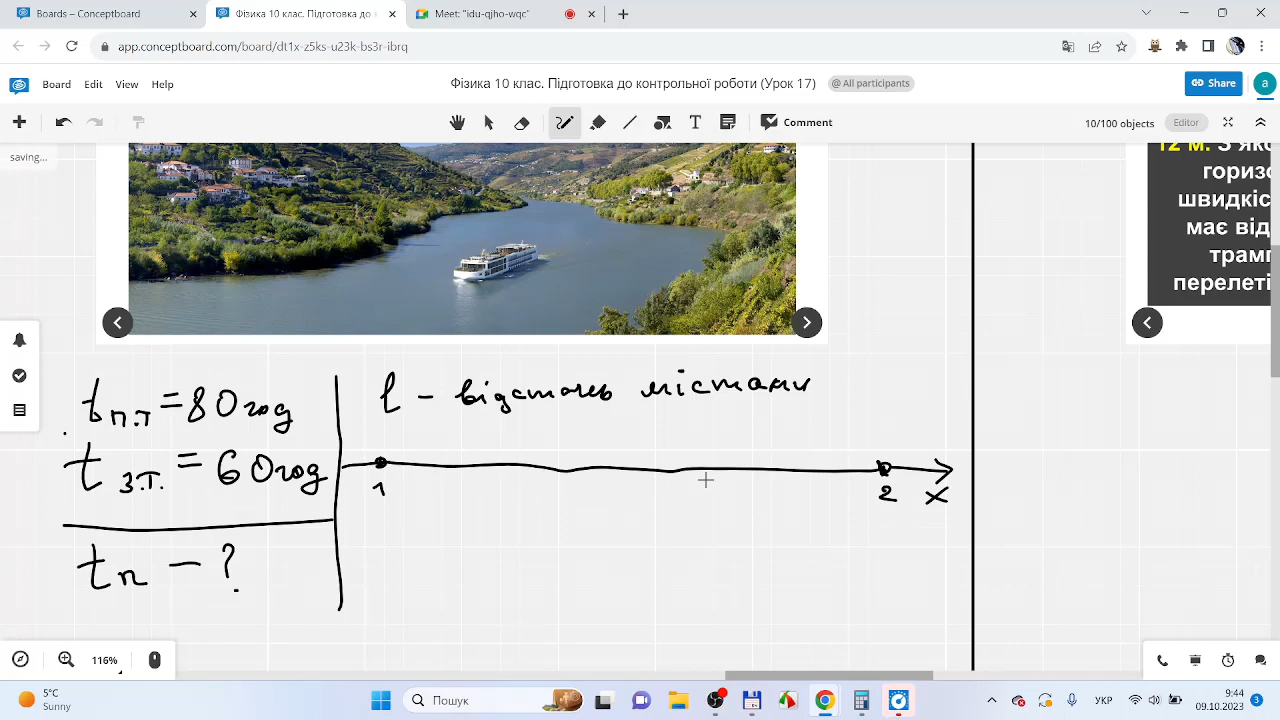 Boards – Conceptboard
Фізика 10 клас. Підготовка до
Meet: "idu-qjho-wqc"
app.conceptboard.com/board/dt1x-z5ks-u23k-bs3r-ibrq
Board Edit View Help
Фізика 10 клас. Підготовка до контрольної роботи (Урок 17)
@ All participants
Share
a
Comment
10/100 objects
Editor
saving...
12 м. З яко
горизо
швидкіс
має від
трамп
перелеті
t п.т = 80 год
l – відстань містами
t з.т. = 60 год
1 2 x
t п – ?
116%
5°C
Sunny
Пошук
УКР
9:44
09.10.2023